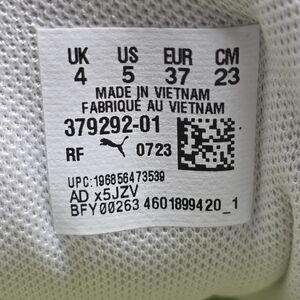 UK US EUR CM
4 5 37 23
MADE IN VIETNAM
FABRIQUÉ AU VIETNAM
379292-01
RF 0723
UPC:196856473539
AD x5JZV
BFY00263 4601899420_1